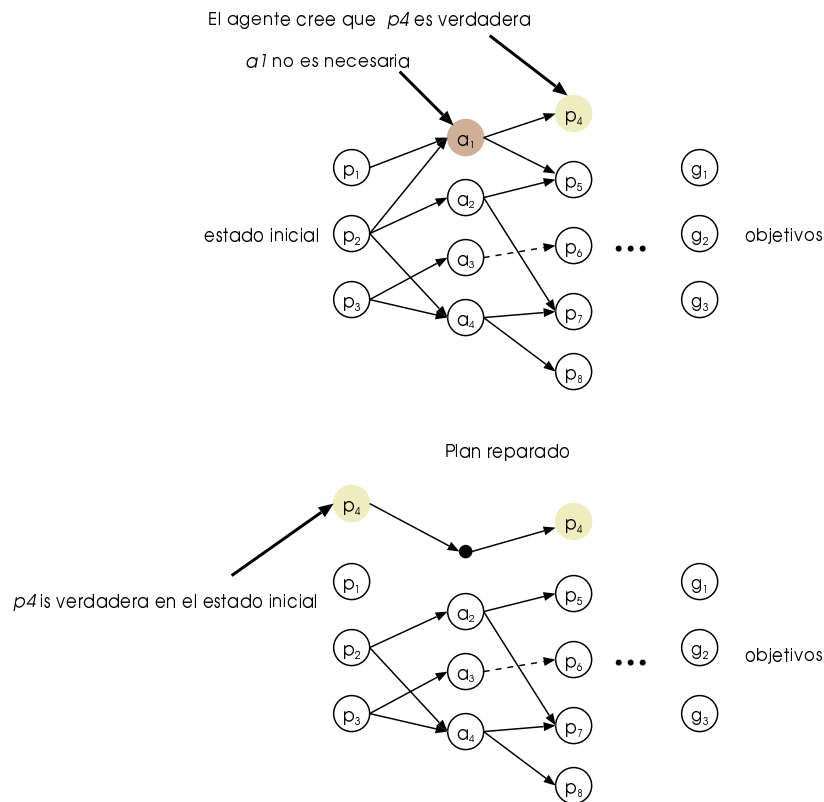 El agente cree que p4 es verdadera
a1 no es necesaria
p4
a1
p1
g1
p5
a2
estado inicial
p2
g2
objetivos
p6
...
a3
p3
g3
p7
a4
p8
Plan reparado
p4
p4
p4 is verdadera en el estado inicial
p1
g1
p5
a2
p2
g2
objetivos
p6
...
a3
p3
g3
p7
a4
p8